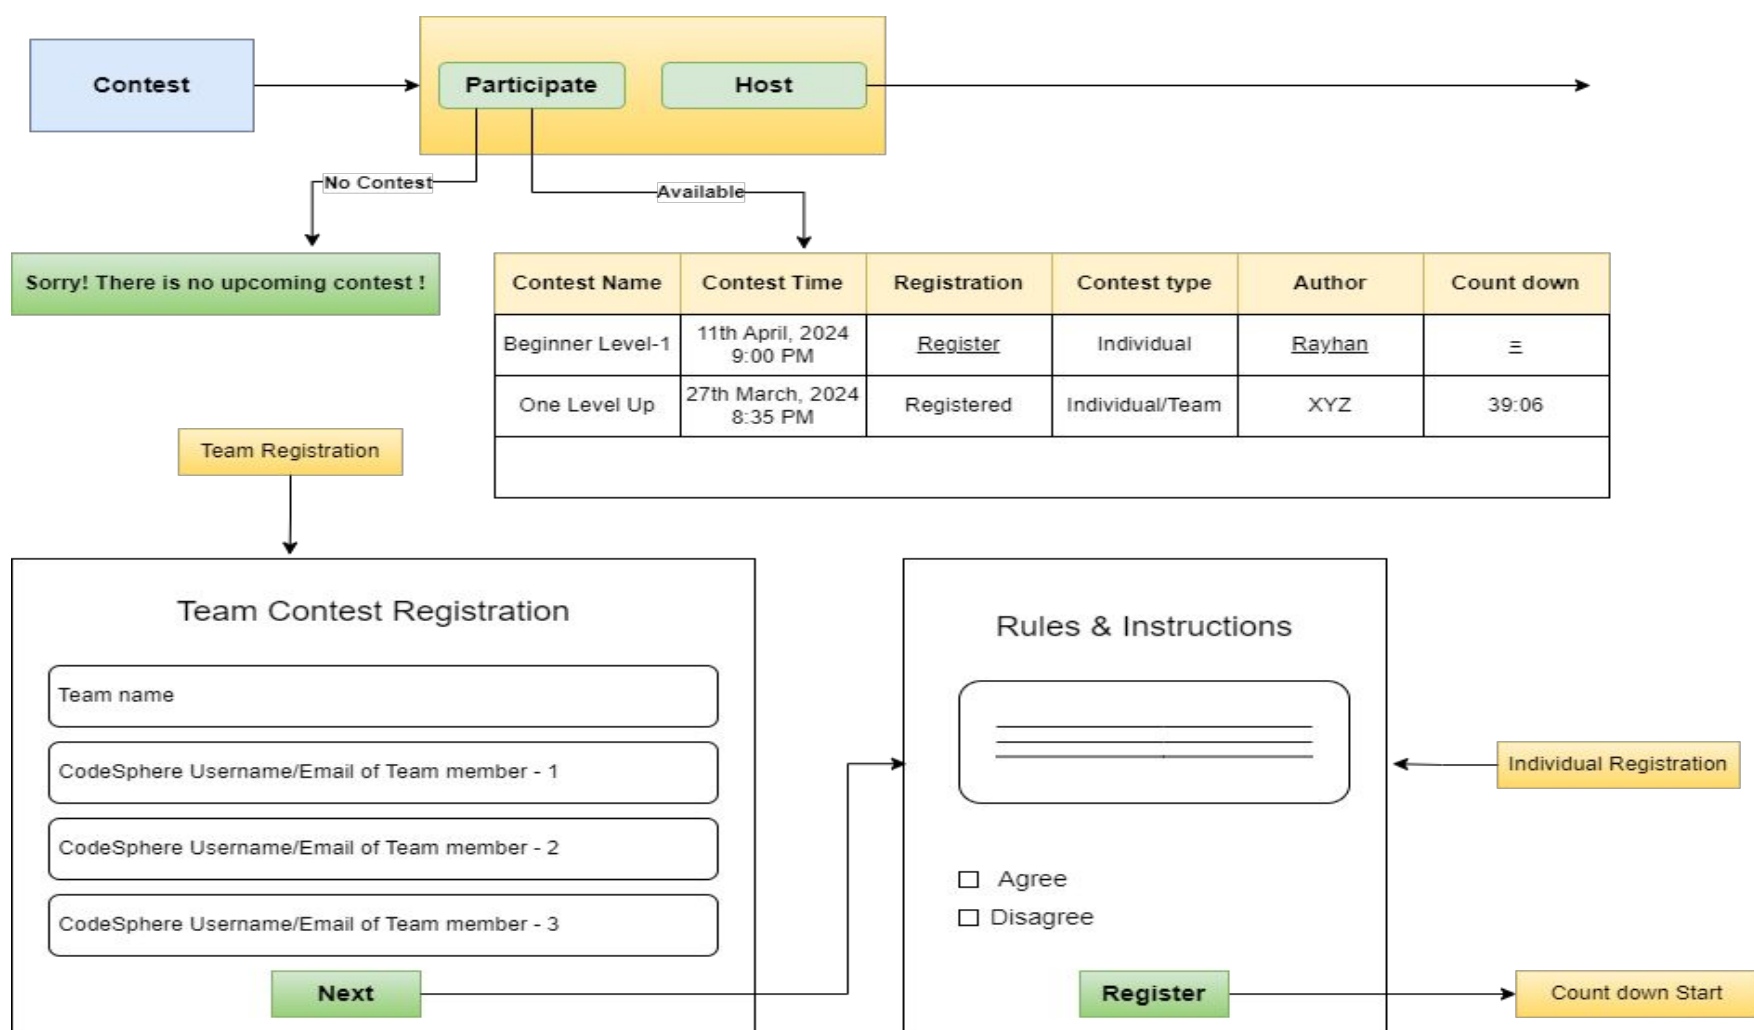 Contest
Participate
Host
No Contest
Available
Sorry! There is no upcoming contest !
Contest Name
Contest Time
Registration
Contest type
Author
Count down
Beginner Level-1
11th April, 2024
9:00 PM
Register
Individual
Rayhan
=
One Level Up
27th March, 2024
8:35 PM
Registered
Individual/Team
XYZ
39:06
Team Registration
Team Contest Registration
Team name
CodeSphere Username/Email of Team member - 1
CodeSphere Username/Email of Team member - 2
CodeSphere Username/Email of Team member - 3
Next
Rules & Instructions
Agree
Disagree
Register
Individual Registration
Count down Start